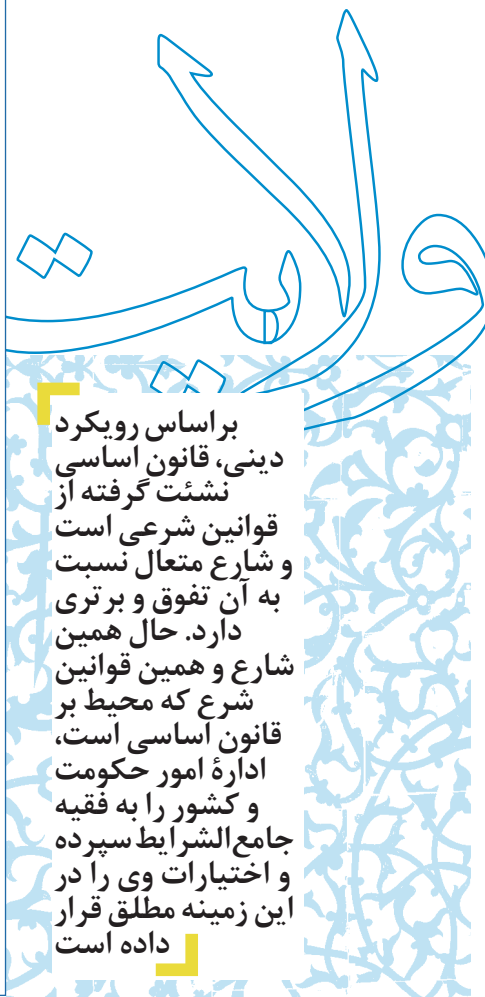 ولایت
براساس رویکرد
دینی، قانون اساسی
نشئت گرفته از
قوانین شرعی است
و شارع متعال نسبت
به آن تفوق و برتری
دارد. حال همین
شارع و همین قوانین
شرع که محیط بر
قانون اساسی است،
ادارهٔ امور حکومت
و کشور را به فقیه
جامع‌الشرایط سپرده
و اختیارات وی را در
این زمینه مطلق قرار
داده است